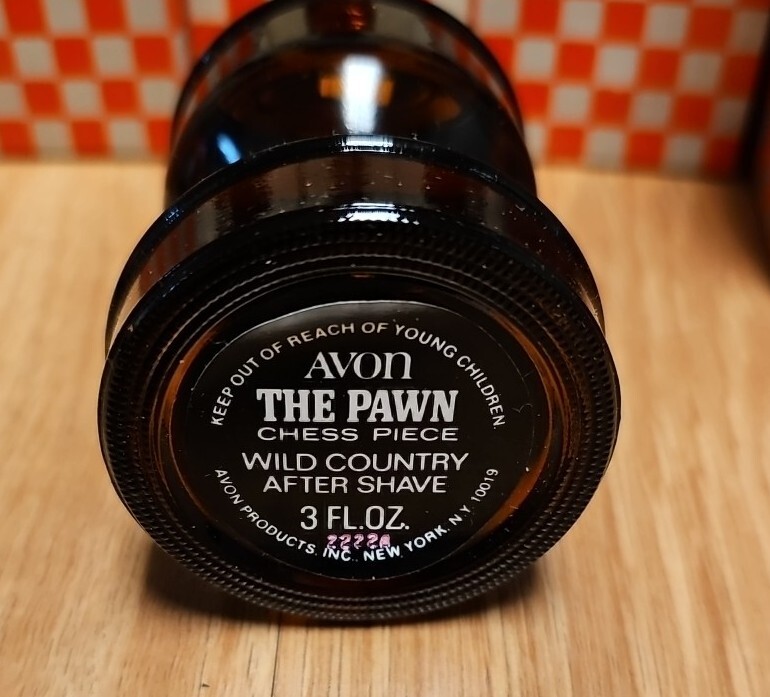 KEEP OUT OF REACH OF YOUNG CHILDREN.
AVON
THE PAWN
CHESS PIECE
WILD COUNTRY
AFTER SHAVE
3 FL.OZ.
AVON PRODUCTS, INC., NEW YORK, N.Y. 10019